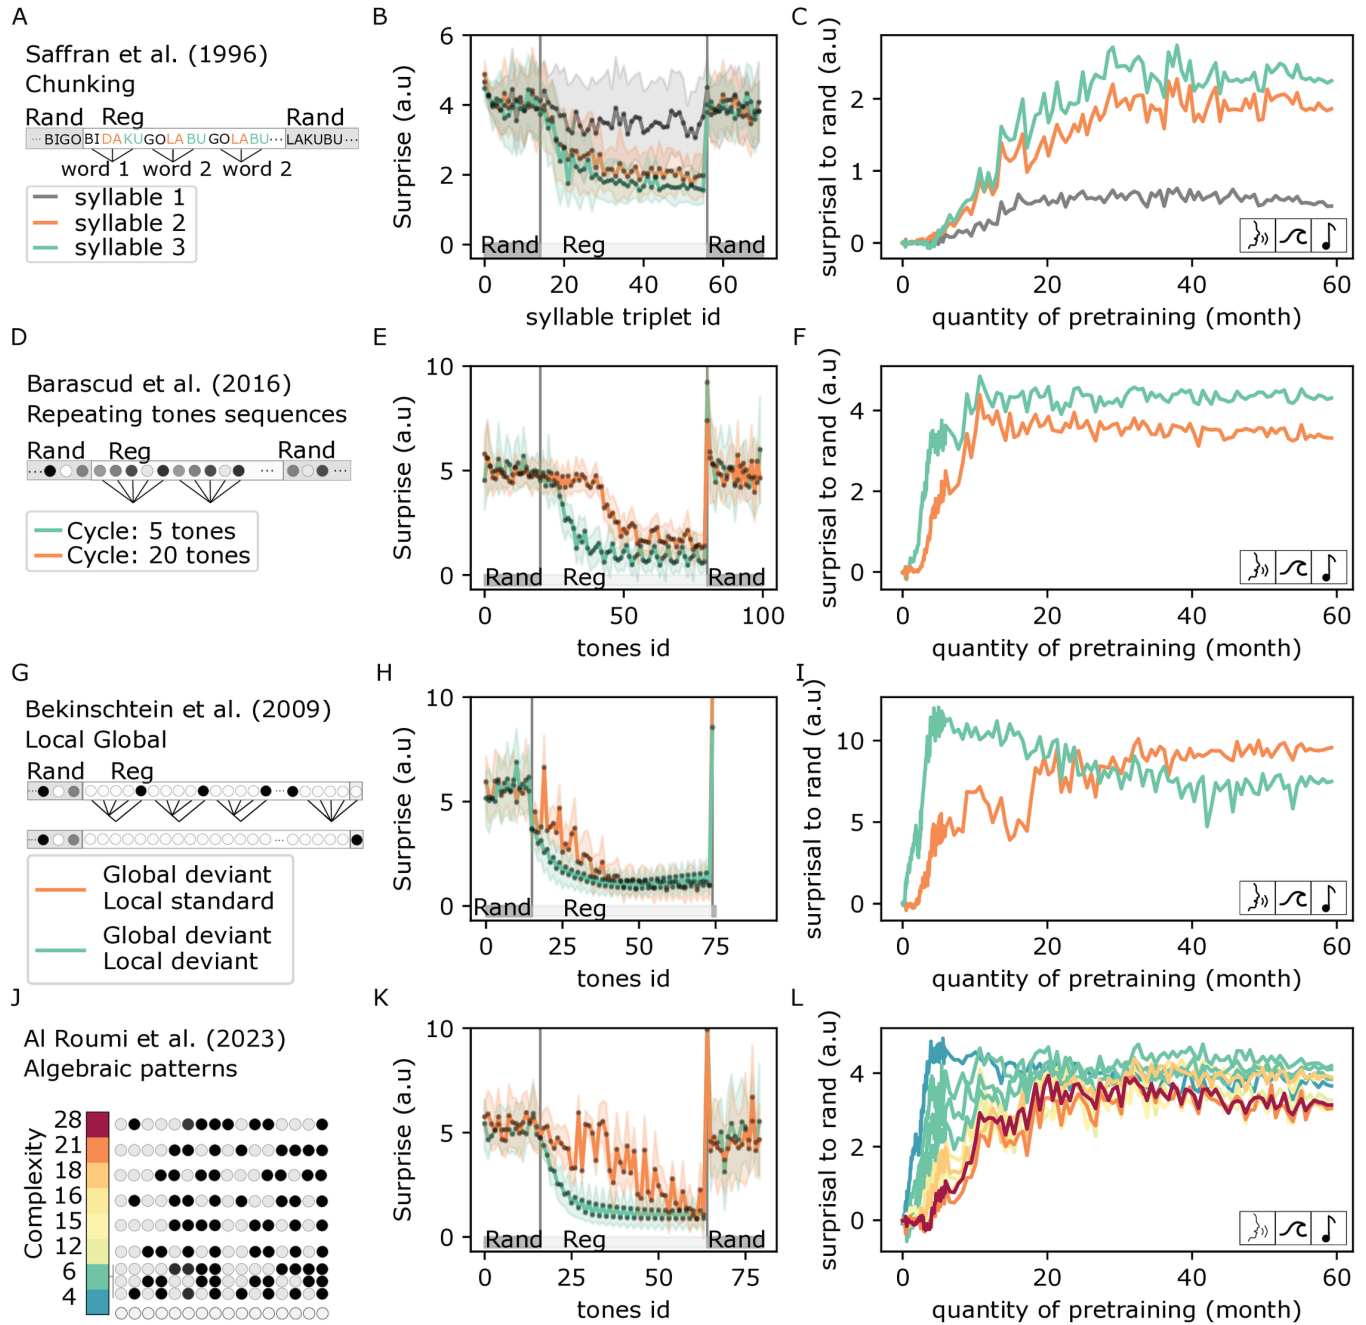 A
Saffran et al. (1996)
Chunking
Rand Reg Rand
··· BIGO BIDAKUGOLABUGOLABU··· LAKUBU···
word 1 word 2 word 2
syllable 1
syllable 2
syllable 3
B
Surprise (a.u)
6
4
2
0
Rand Reg Rand
0 20 40 60
syllable triplet id
C
surprisal to rand (a.u)
2
1
0
0 20 40 60
quantity of pretraining (month)
D
Barascud et al. (2016)
Repeating tones sequences
Rand Reg Rand
··· ··· ···
Cycle: 5 tones
Cycle: 20 tones
E
Surprise (a.u)
10
5
0
Rand Reg Rand
0 50 100
tones id
F
surprisal to rand (a.u)
4
2
0
0 20 40 60
quantity of pretraining (month)
G
Bekinschtein et al. (2009)
Local Global
Rand Reg
··· ···
··· ···
Global deviant
Local standard
Global deviant
Local deviant
H
Surprise (a.u)
10
5
0
Rand Reg
0 25 50 75
tones id
I
surprisal to rand (a.u)
10
5
0
0 20 40 60
quantity of pretraining (month)
J
Al Roumi et al. (2023)
Algebraic patterns
Complexity
28
21
18
16
15
12
6
4
K
Surprise (a.u)
10
5
0
Rand Reg Rand
0 25 50 75
tones id
L
surprisal to rand (a.u)
4
2
0
0 20 40 60
quantity of pretraining (month)